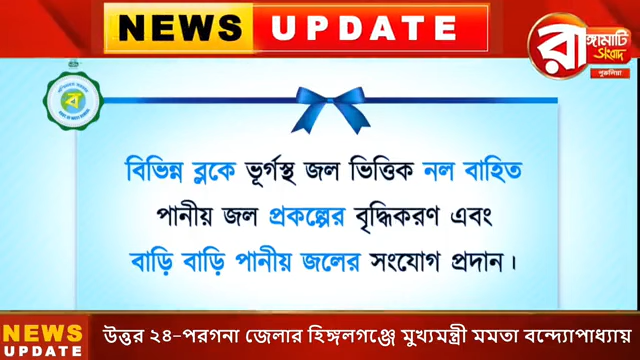 NEWS UPDATE
রাঙ্গামাটি
সংবাদ
পুরুলিয়া
ব
বিভিন্ন ব্লকে ভূর্গস্থ জল ভিত্তিক নল বাহিত
পানীয় জল প্রকল্পের বৃদ্ধিকরণ এবং
বাড়ি বাড়ি পানীয় জলের সংযোগ প্রদান।
NEWS
UPDATE
উত্তর ২৪-পরগনা জেলার হিঙ্গলগঞ্জে মুখ্যমন্ত্রী মমতা বন্দ্যোপাধ্যায়